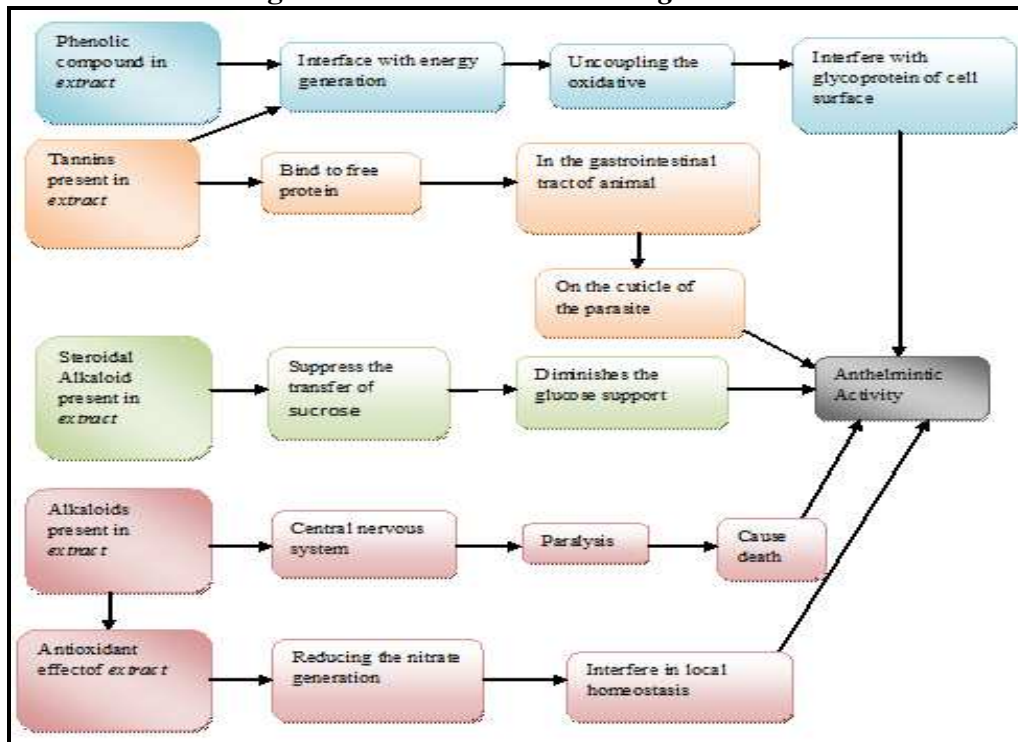 Phenolic
compound in
extract
Interface with energy
generation
Uncoupling the
oxidative
Interfere with
glycoprotein of cell
surface
Tannins
present in
extract
Bind to free
protein
In the gastrointestinal
tract of animal
On the cuticle of
the parasite
Steroidal
Alkaloid
present in
extract
Suppress the
transfer of
sucrose
Diminishes the
glucose support
Anthelmintic
Activity
Alkaloids
present in
extract
Central nervous
system
Paralysis
Cause
death
Antioxidant
effectof extract
Reducing the nitrate
generation
Interfere in local
homeostasis